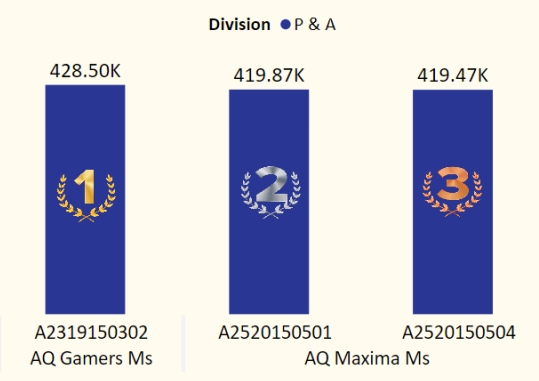 Division P & A
428.50K
419.87K
419.47K
1
2
3
A2319150302
A2520150501
A2520150504
AQ Gamers Ms
AQ Maxima Ms